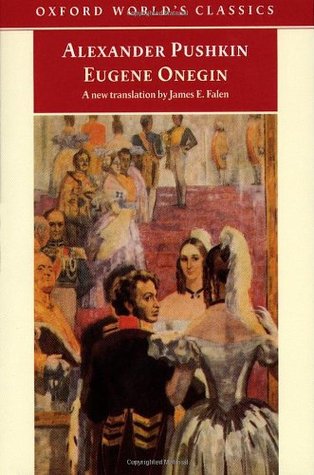 OXFORD WORLD'S CLASSICS
ALEXANDER PUSHKIN
EUGENE ONEGIN
A new translation by James E. Falen